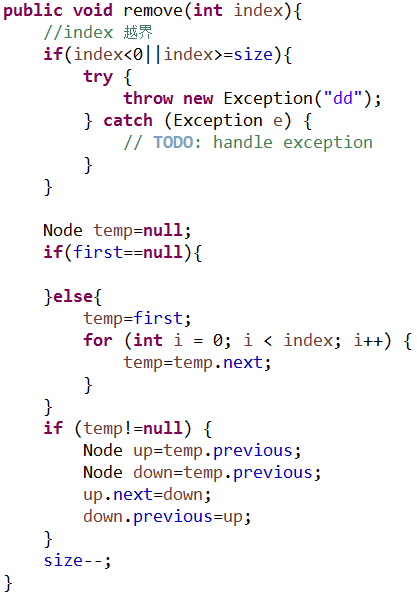 public void remove(int index){
    //index 越界
    if(index<0||index>=size){
        try {
            throw new Exception("dd");
        } catch (Exception e) {
            // TODO: handle exception
        }
    }

    Node temp=null;
    if(first==null){

    }else{
        temp=first;
        for (int i = 0; i < index; i++) {
            temp=temp.next;
        }
    }
    if (temp!=null) {
        Node up=temp.previous;
        Node down=temp.previous;
        up.next=down;
        down.previous=up;
    }
    size--;
}